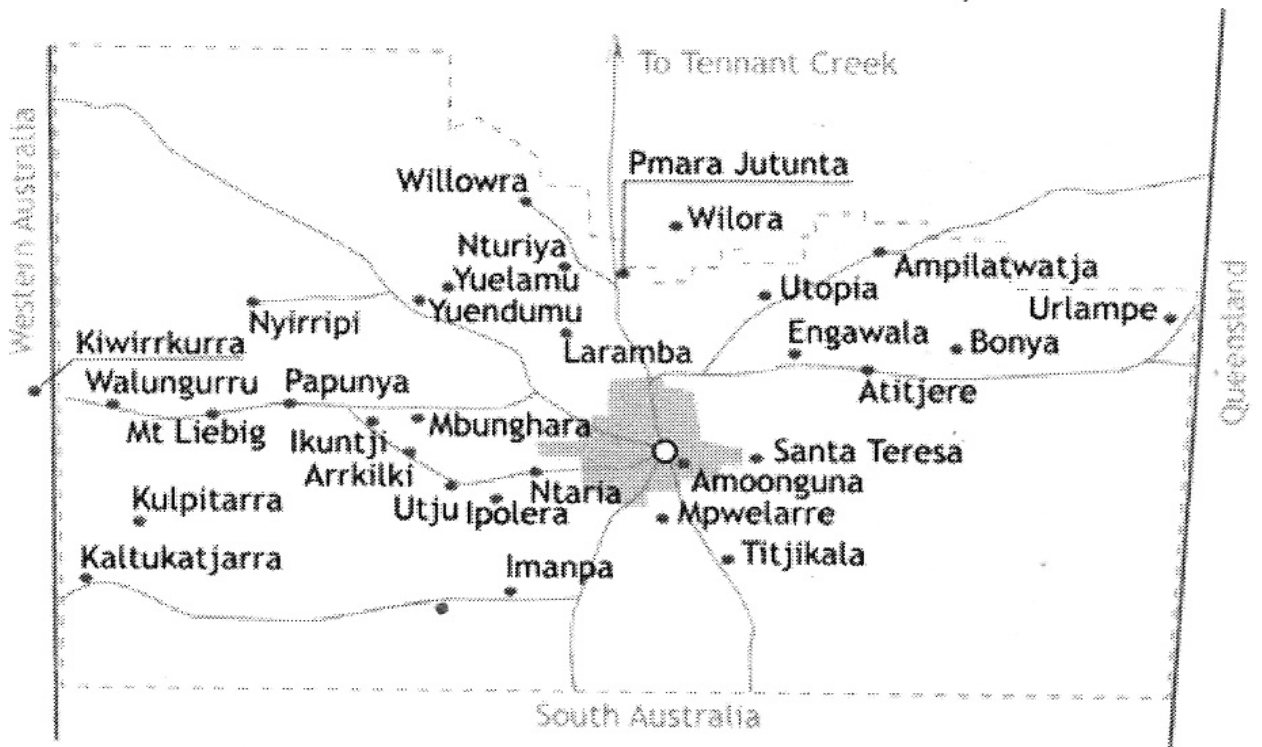 To Tennant Creek
Western Australia
Pmara Jutunta
Willowra
Wilora
Nturiya
Ampilatwatja
Yuelamu
Utopia
Yuendumu
Urlampe
Nyirripi
Engawala
Bonya
Kiwirrkurra
Laramba
Queensland
Walungurru
Papunya
Atitjere
Mt Liebig
Mbunghara
Ikuntji
Santa Teresa
Arrkilki
Amoonguna
Kulpitarra
Ntaria
Utju
Ipolera
Mpwelarre
Kaltukatjarra
Titjikala
Imanpa
South Australia